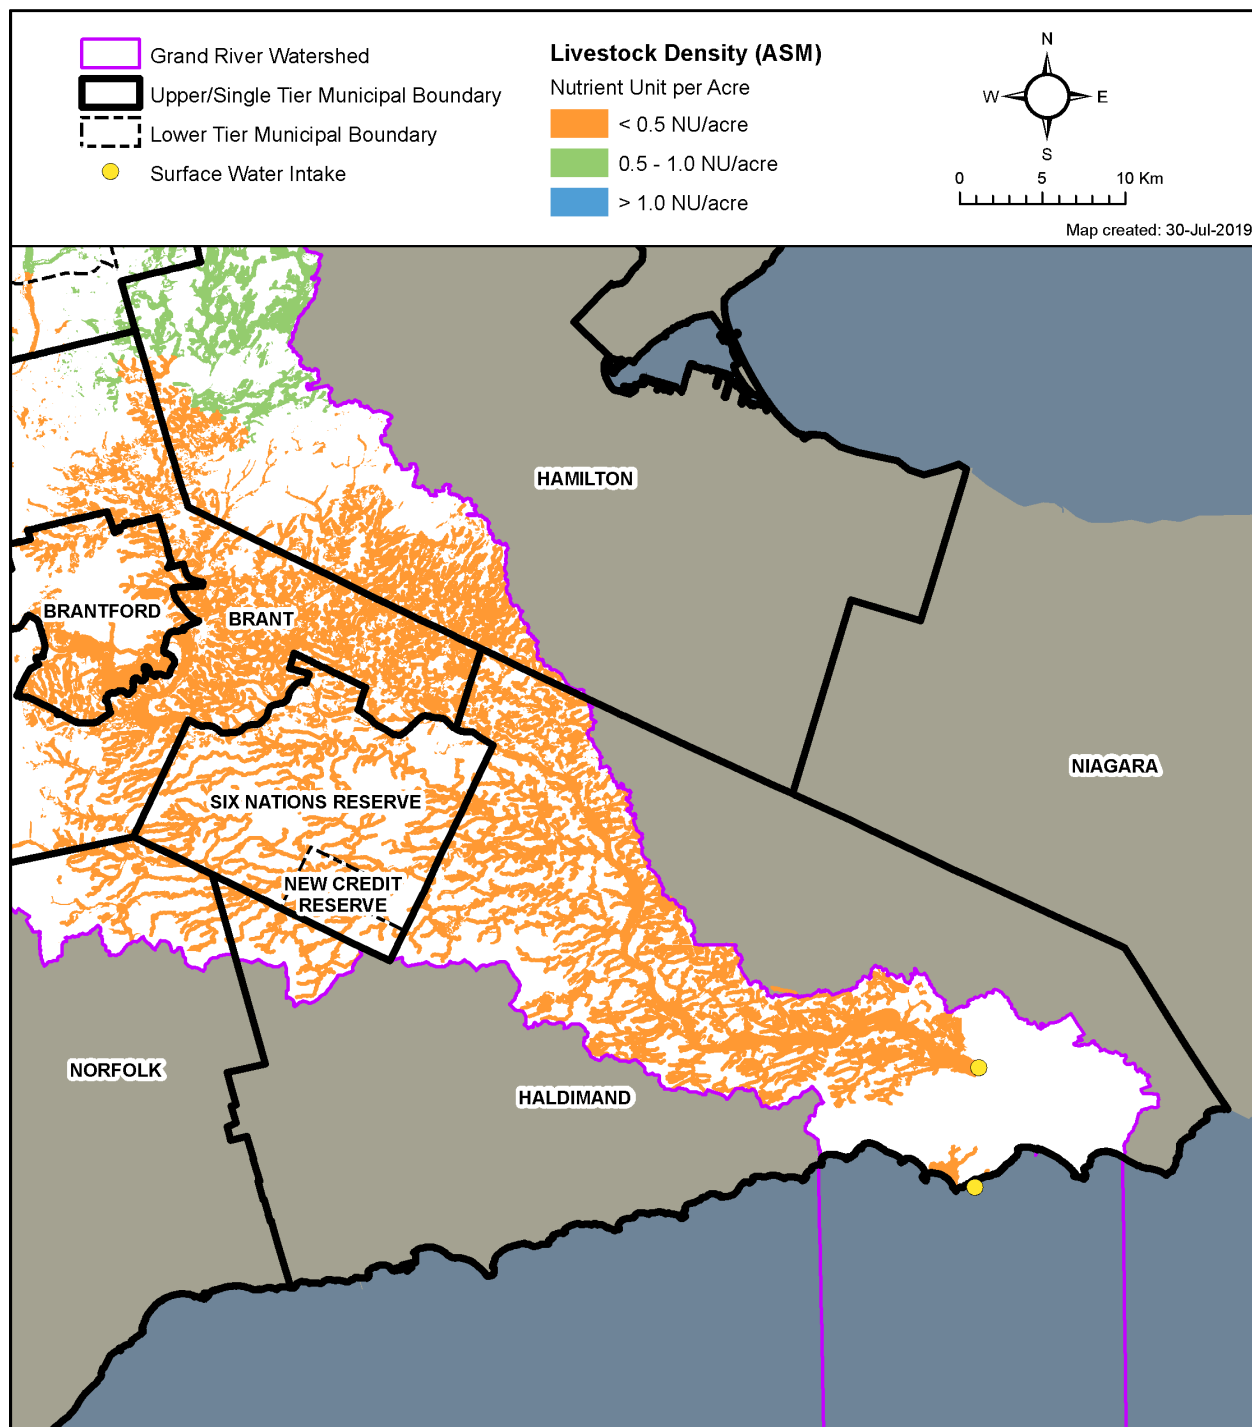 Grand River Watershed
Upper/Single Tier Municipal Boundary
Lower Tier Municipal Boundary
Surface Water Intake
Livestock Density (ASM)
Nutrient Unit per Acre
< 0.5 NU/acre
0.5 - 1.0 NU/acre
> 1.0 NU/acre
N
W
E
S
0
5
10 Km
Map created: 30-Jul-2019
HAMILTON
BRANTFORD
BRANT
NIAGARA
SIX NATIONS RESERVE
NEW CREDIT
RESERVE
NORFOLK
HALDIMAND